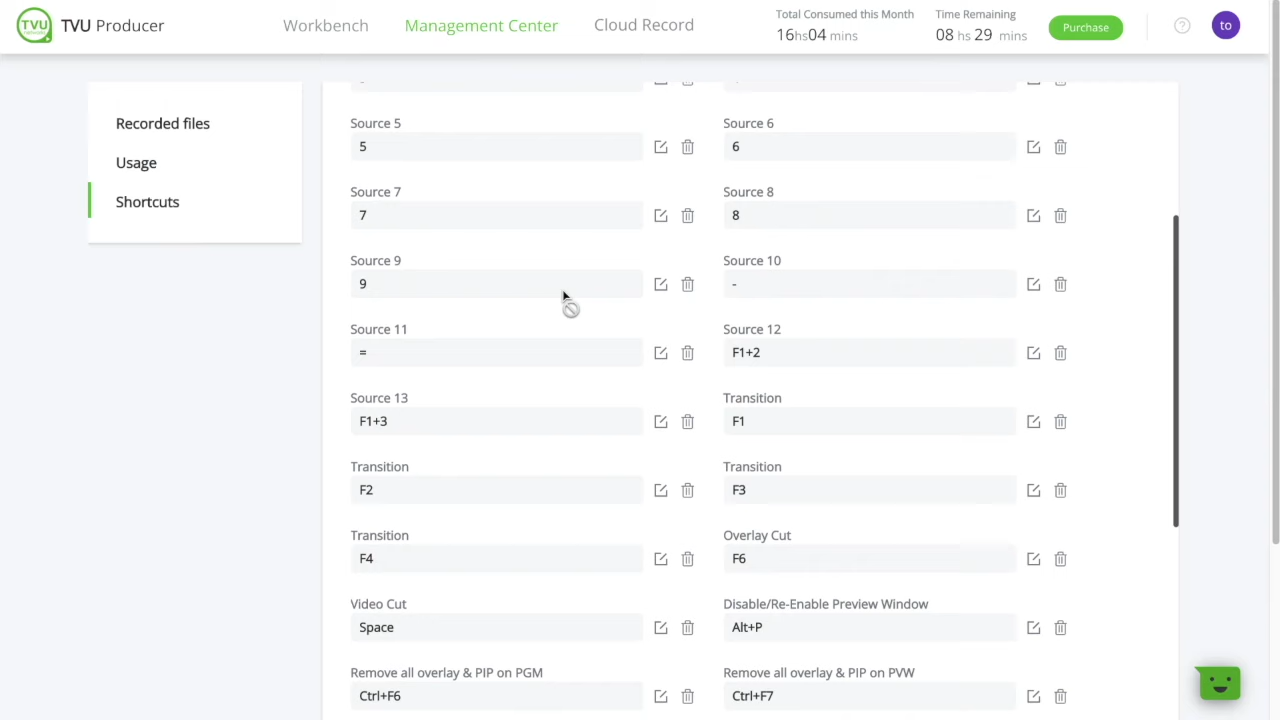 TVU Producer
Workbench
Management Center
Cloud Record
Total Consumed this Month
16hs04 mins
Time Remaining
08 hs 29 mins
Purchase
to
Recorded files
Usage
Shortcuts
Source 5
Source 6
5
6
Source 7
Source 8
7
8
Source 9
Source 10
9
-
Source 11
Source 12
=
F1+2
Source 13
Transition
F1+3
F1
Transition
Transition
F2
F3
Transition
Overlay Cut
F4
F6
Video Cut
Disable/Re-Enable Preview Window
Space
Alt+P
Remove all overlay & PIP on PGM
Remove all overlay & PIP on PVW
Ctrl+F6
Ctrl+F7